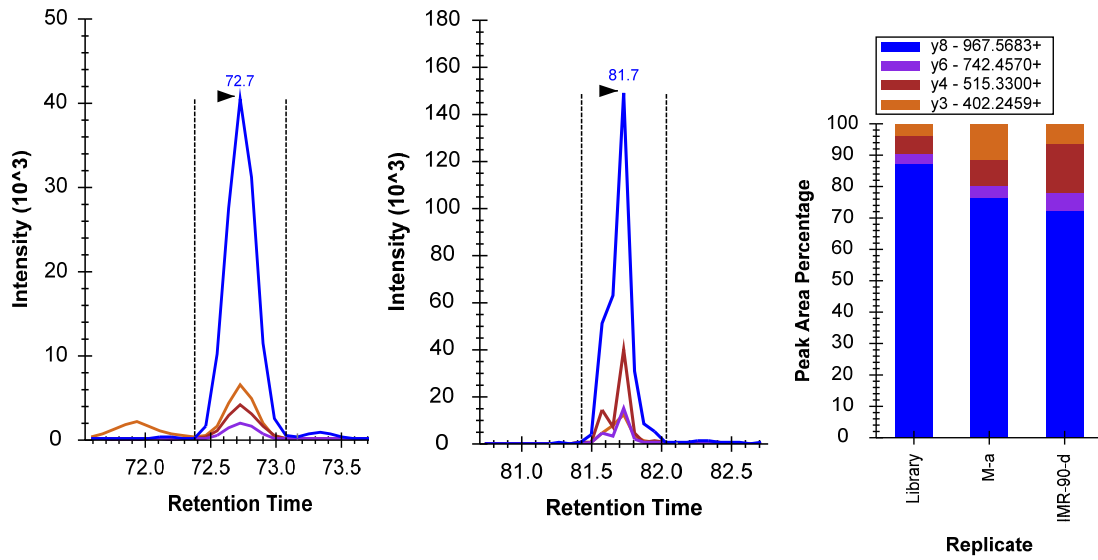 50
40
30
20
10
0
72.7
72.0
72.5
73.0
73.5
Intensity (10^3)
Retention Time
180
160
140
120
100
80
60
40
20
0
81.7
81.0
81.5
82.0
82.5
Intensity (10^3)
Retention Time
y8 - 967.5683+
y6 - 742.4570+
y4 - 515.3300+
y3 - 402.2459+
100
90
80
70
60
50
40
30
20
10
0
Peak Area Percentage
Library
M-a
IMR-90-d
Replicate